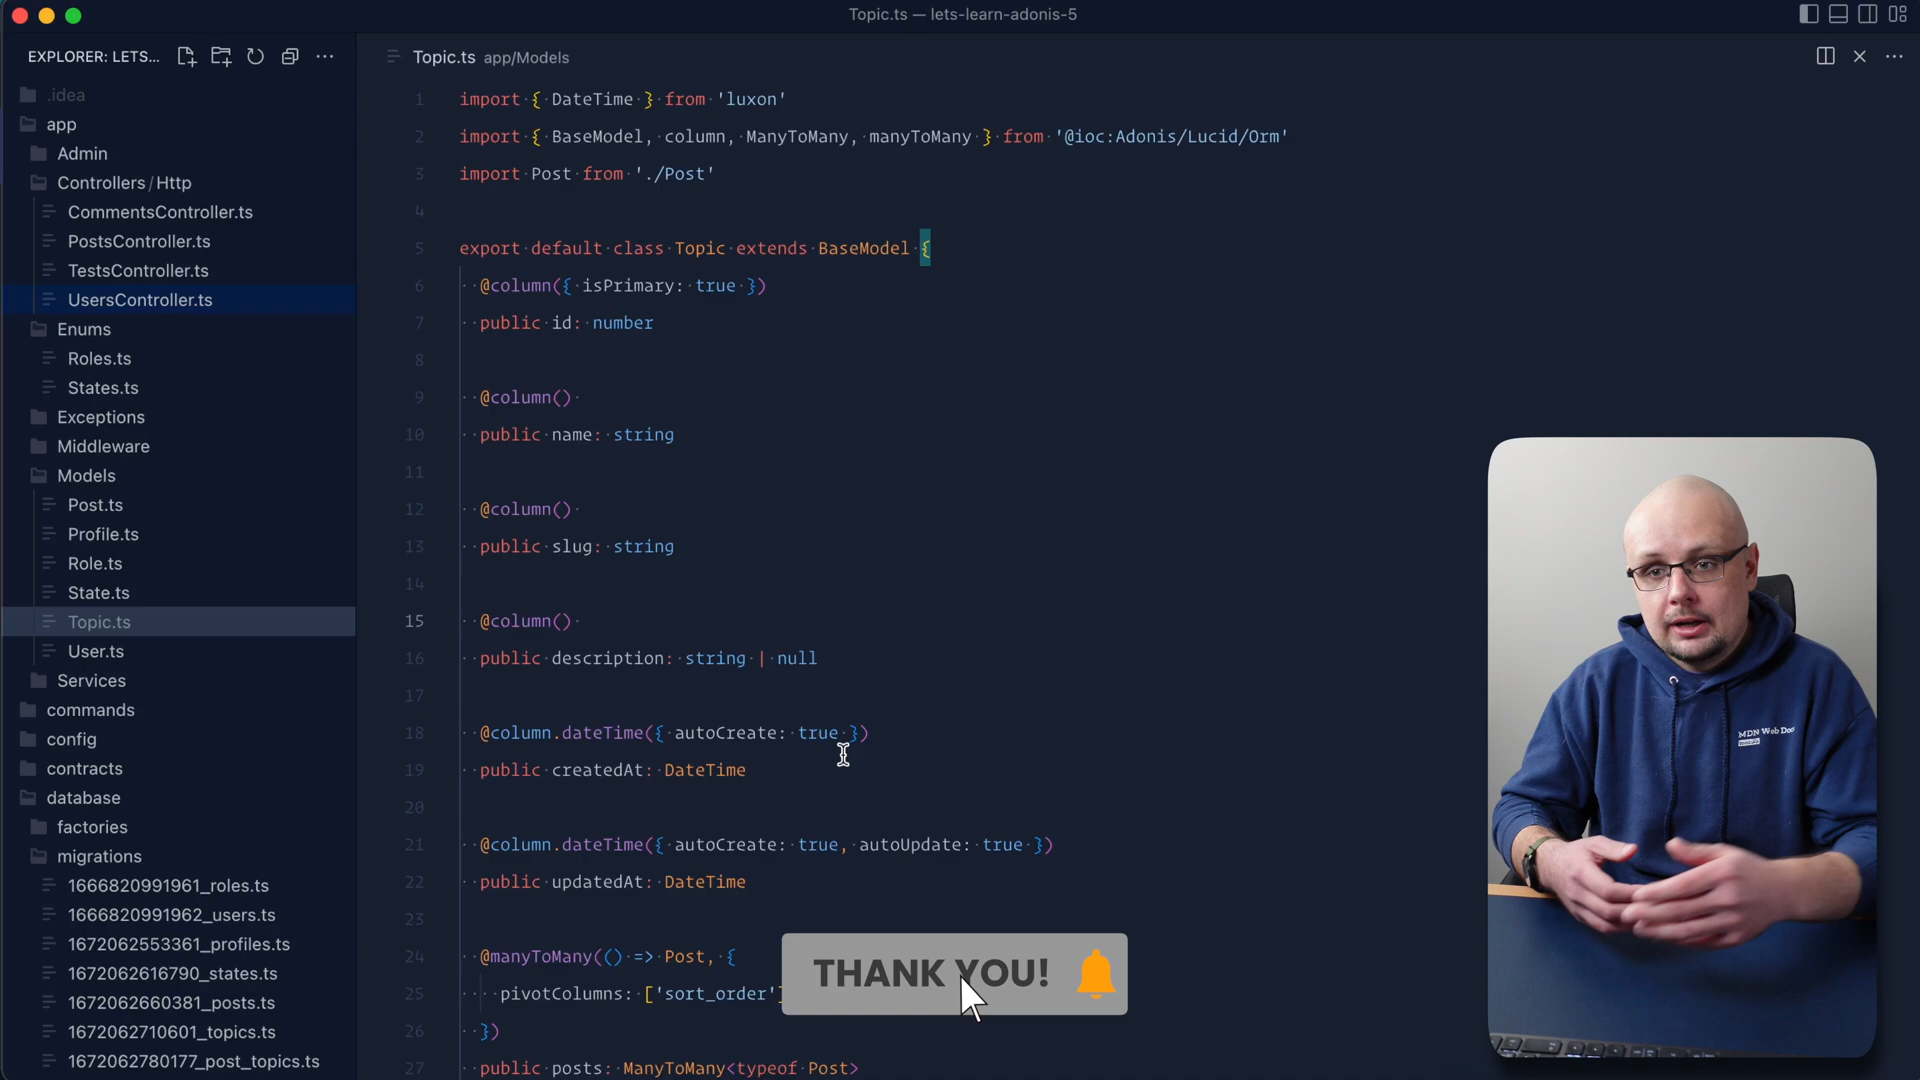 Topic.ts — lets-learn-adonis-5
EXPLORER: LETS...
.idea
app
Admin
Controllers/Http
CommentsController.ts
PostsController.ts
TestsController.ts
UsersController.ts
Enums
Roles.ts
States.ts
Exceptions
Middleware
Models
Post.ts
Profile.ts
Role.ts
State.ts
Topic.ts
User.ts
Services
commands
config
contracts
database
factories
migrations
1666820991961_roles.ts
1666820991962_users.ts
1672062553361_profiles.ts
1672062616790_states.ts
1672062660381_posts.ts
1672062710601_topics.ts
1672062780177_post_topics.ts
Topic.ts app/Models
1 import { DateTime } from 'luxon'
2 import { BaseModel, column, ManyToMany, manyToMany } from '@ioc:Adonis/Lucid/Orm'
3 import Post from './Post'
4
5 export default class Topic extends BaseModel {
6 @column({ isPrimary: true })
7 public id: number
8
9 @column()
10 public name: string
11
12 @column()
13 public slug: string
14
15 @column()
16 public description: string | null
17
18 @column.dateTime({ autoCreate: true })
19 public createdAt: DateTime
20
21 @column.dateTime({ autoCreate: true, autoUpdate: true })
22 public updatedAt: DateTime
23
24 @manyToMany(() => Post, {
25 pivotColumns: ['sort_order']
26 })
27 public posts: ManyToMany<typeof Post>
THANK YOU!
MDN Web Doc